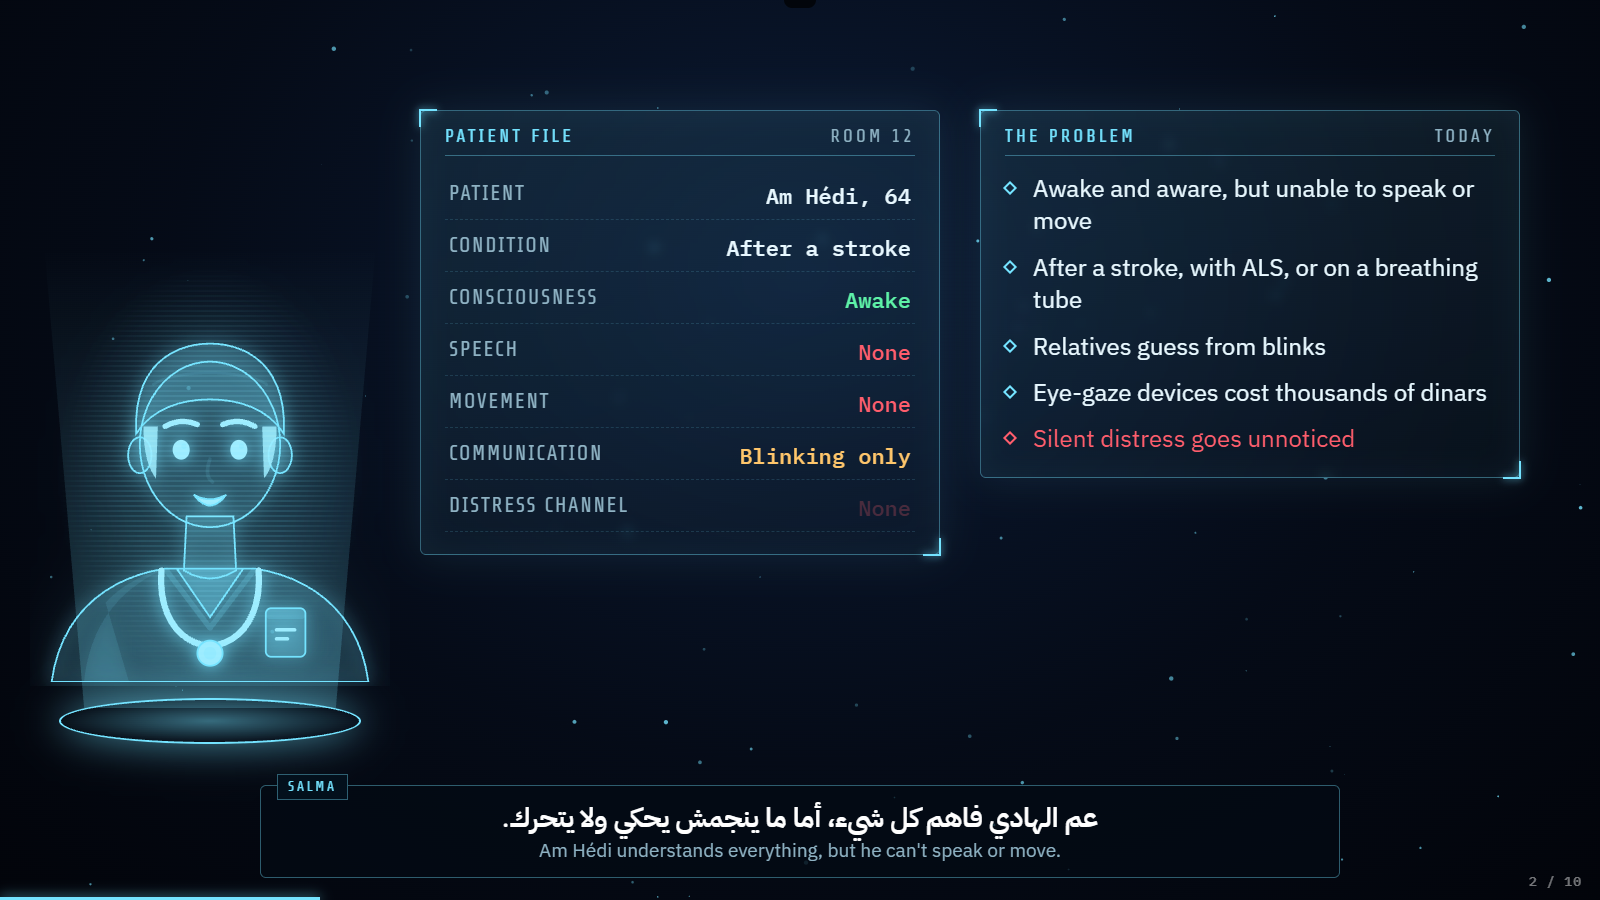 PATIENT FILE
ROOM 12
PATIENT
Am Hédi, 64
CONDITION
After a stroke
CONSCIOUSNESS
Awake
SPEECH
None
MOVEMENT
None
COMMUNICATION
Blinking only
DISTRESS CHANNEL
None
THE PROBLEM
TODAY
Awake and aware, but unable to speak or
move
After a stroke, with ALS, or on a breathing
tube
Relatives guess from blinks
Eye-gaze devices cost thousands of dinars
Silent distress goes unnoticed
SALMA
عم الهادي فاهم كل شيء، أما ما ينجمش يحكي ولا يتحرك.
Am Hédi understands everything, but he can't speak or move.
2 / 10